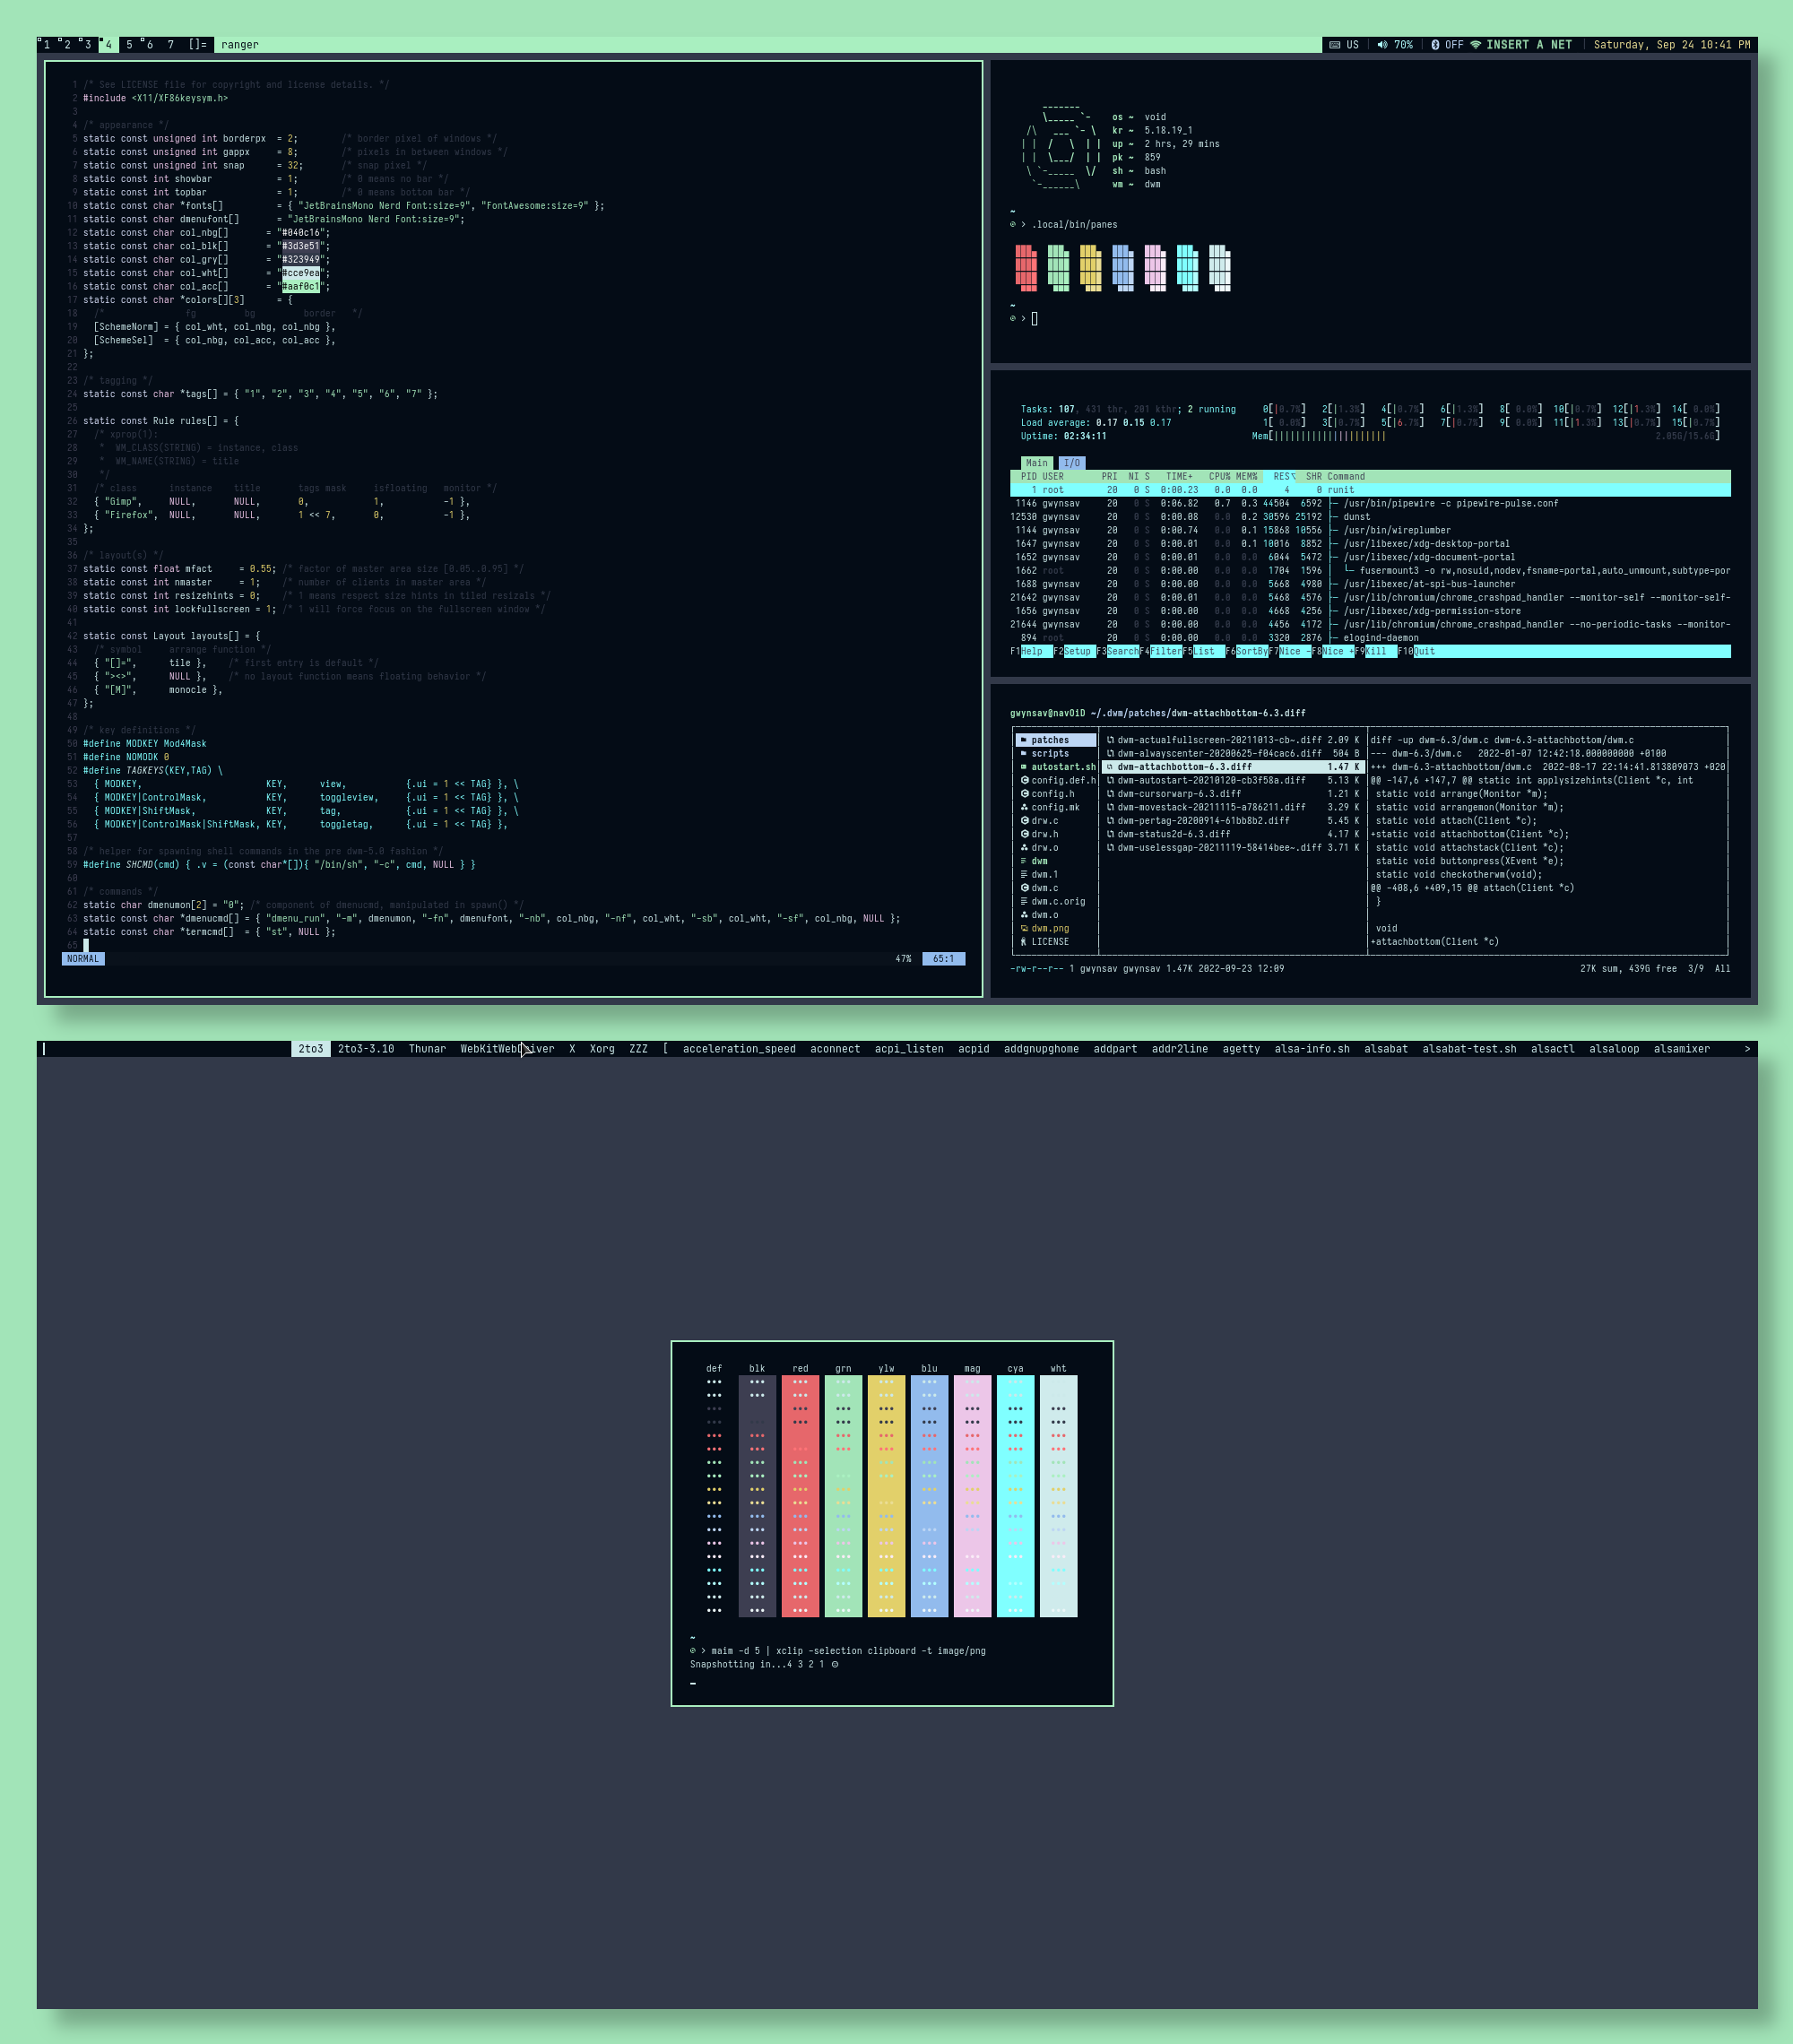 1 2 3 4 5 6 7 []= ranger US 70% OFF INSERT A NET Saturday, Sep 24 10:41 PM
1 /* See LICENSE file for copyright and license details. */
2 #include <X11/XF86keysym.h>
3
4 /* appearance */
5 static const unsigned int borderpx = 2; /* border pixel of windows */
6 static const unsigned int gappx = 8; /* pixels in between windows */
7 static const unsigned int snap = 32; /* snap pixel */
8 static const int showbar = 1; /* 0 means no bar */
9 static const int topbar = 1; /* 0 means bottom bar */
10 static const char *fonts[] = { "JetBrainsMono Nerd Font:size=9", "FontAwesome:size=9" };
11 static const char dmenufont[] = "JetBrainsMono Nerd Font:size=9";
12 static const char col_nbg[] = "#040c16";
13 static const char col_blk[] = "#3d3e51";
14 static const char col_gry[] = "#323949";
15 static const char col_wht[] = "#cce9ea";
16 static const char col_acc[] = "#aaf0c1";
17 static const char *colors[][3] = {
18 /* fg bg border */
19 [SchemeNorm] = { col_wht, col_nbg, col_nbg },
20 [SchemeSel] = { col_nbg, col_acc, col_acc },
21 };
22
23 /* tagging */
24 static const char *tags[] = { "1", "2", "3", "4", "5", "6", "7" };
25
26 static const Rule rules[] = {
27 /* xprop(1):
28 * WM_CLASS(STRING) = instance, class
29 * WM_NAME(STRING) = title
30 */
31 /* class instance title tags mask isfloating monitor */
32 { "Gimp", NULL, NULL, 0, 1, -1 },
33 { "Firefox", NULL, NULL, 1 << 7, 0, -1 },
34 };
35
36 /* layout(s) */
37 static const float mfact = 0.55; /* factor of master area size [0.05..0.95] */
38 static const int nmaster = 1; /* number of clients in master area */
39 static const int resizehints = 0; /* 1 means respect size hints in tiled resizals */
40 static const int lockfullscreen = 1; /* 1 will force focus on the fullscreen window */
41
42 static const Layout layouts[] = {
43 /* symbol arrange function */
44 { "[]=", tile }, /* first entry is default */
45 { "><>", NULL }, /* no layout function means floating behavior */
46 { "[M]", monocle },
47 };
48
49 /* key definitions */
50 #define MODKEY Mod4Mask
51 #define NOMODK 0
52 #define TAGKEYS(KEY,TAG) \
53 { MODKEY, KEY, view, {.ui = 1 << TAG} }, \
54 { MODKEY|ControlMask, KEY, toggleview, {.ui = 1 << TAG} }, \
55 { MODKEY|ShiftMask, KEY, tag, {.ui = 1 << TAG} }, \
56 { MODKEY|ControlMask|ShiftMask, KEY, toggletag, {.ui = 1 << TAG} },
57
58 /* helper for spawning shell commands in the pre dwm-5.0 fashion */
59 #define SHCMD(cmd) { .v = (const char*[]){ "/bin/sh", "-c", cmd, NULL } }
60
61 /* commands */
62 static char dmenumon[2] = "0"; /* component of dmenucmd, manipulated in spawn() */
63 static const char *dmenucmd[] = { "dmenu_run", "-m", dmenumon, "-fn", dmenufont, "-nb", col_nbg, "-nf", col_wht, "-sb", col_wht, "-sf", col_nbg, NULL };
64 static const char *termcmd[] = { "st", NULL };
65
NORMAL 47% 65:1
os ~ void
kr ~ 5.18.19_1
up ~ 2 hrs, 29 mins
pk ~ 859
sh ~ bash
wm ~ dwm
~
> .local/bin/panes
~
>
Tasks: 107, 431 thr, 201 kthr; 2 running 0[|0.7%] 2[|1.3%] 4[|0.7%] 6[|1.3%] 8[ 0.0%] 10[|0.7%] 12[|1.3%] 14[ 0.0%]
Load average: 0.17 0.15 0.17 1[ 0.0%] 3[|0.7%] 5[|6.7%] 7[|0.7%] 9[ 0.0%] 11[|1.3%] 13[|0.7%] 15[|0.7%]
Uptime: 02:34:11 Mem[||||||||||||||||||||| 2.05G/15.6G]
Main I/O
PID USER PRI NI S TIME+ CPU% MEM% RES▽ SHR Command
1 root 20 0 S 0:00.23 0.0 0.0 4 0 runit
1146 gwynsav 20 0 S 0:06.82 0.7 0.3 44504 6592 ├─ /usr/bin/pipewire -c pipewire-pulse.conf
12530 gwynsav 20 0 S 0:00.08 0.0 0.2 30596 25192 ├─ dunst
1144 gwynsav 20 0 S 0:00.74 0.0 0.1 15868 10556 ├─ /usr/bin/wireplumber
1647 gwynsav 20 0 S 0:00.01 0.0 0.1 10016 8852 ├─ /usr/libexec/xdg-desktop-portal
1652 gwynsav 20 0 S 0:00.01 0.0 0.0 6044 5472 ├─ /usr/libexec/xdg-document-portal
1662 root 20 0 S 0:00.00 0.0 0.0 1704 1596 │ └─ fusermount3 -o rw,nosuid,nodev,fsname=portal,auto_unmount,subtype=por
1688 gwynsav 20 0 S 0:00.00 0.0 0.0 5668 4980 ├─ /usr/libexec/at-spi-bus-launcher
21642 gwynsav 20 0 S 0:00.01 0.0 0.0 5468 4576 ├─ /usr/lib/chromium/chrome_crashpad_handler --monitor-self --monitor-self-
1656 gwynsav 20 0 S 0:00.00 0.0 0.0 4668 4256 ├─ /usr/libexec/xdg-permission-store
21644 gwynsav 20 0 S 0:00.00 0.0 0.0 4456 4172 ├─ /usr/lib/chromium/chrome_crashpad_handler --no-periodic-tasks --monitor-
894 root 20 0 S 0:00.00 0.0 0.0 3320 2876 ├─ elogind-daemon
F1Help F2Setup F3SearchF4FilterF5List F6SortByF7Nice -F8Nice +F9Kill F10Quit
gwynsav@navOiD ~/.dwm/patches/dwm-attachbottom-6.3.diff
patches dwm-actualfullscreen-20211013-cb~.diff 2.09 K diff -up dwm-6.3/dwm.c dwm-6.3-attachbottom/dwm.c
scripts dwm-alwayscenter-20200625-f04cac6.diff 504 B --- dwm-6.3/dwm.c 2022-01-07 12:42:18.000000000 +0100
autostart.sh dwm-attachbottom-6.3.diff 1.47 K +++ dwm-6.3-attachbottom/dwm.c 2022-08-17 22:14:41.813809073 +020
config.def.h dwm-autostart-20210120-cb3f58a.diff 5.13 K @@ -147,6 +147,7 @@ static int applysizehints(Client *c, int
config.h dwm-cursorwarp-6.3.diff 1.21 K static void arrange(Monitor *m);
config.mk dwm-movestack-20211115-a786211.diff 3.29 K static void arrangemon(Monitor *m);
drw.c dwm-pertag-20200914-61bb8b2.diff 5.45 K static void attach(Client *c);
drw.h dwm-status2d-6.3.diff 4.17 K +static void attachbottom(Client *c);
drw.o dwm-uselessgap-20211119-58414bee~.diff 3.71 K static void attachstack(Client *c);
dwm static void buttonpress(XEvent *e);
dwm.1 static void checkotherwm(void);
dwm.c @@ -408,6 +409,15 @@ attach(Client *c)
dwm.c.orig }
dwm.o
dwm.png void
LICENSE +attachbottom(Client *c)
-rw-r--r-- 1 gwynsav gwynsav 1.47K 2022-09-23 12:09 27K sum, 439G free 3/9 All
2to3 2to3-3.10 Thunar WebKitWebDriver X Xorg ZZZ [ acceleration_speed aconnect acpi_listen acpid addgnupghome addpart addr2line agetty alsa-info.sh alsabat alsabat-test.sh alsactl alsaloop alsamixer >
def blk red grn ylw blu mag cya wht
~
> maim -d 5 | xclip -selection clipboard -t image/png
Snapshotting in...4 3 2 1